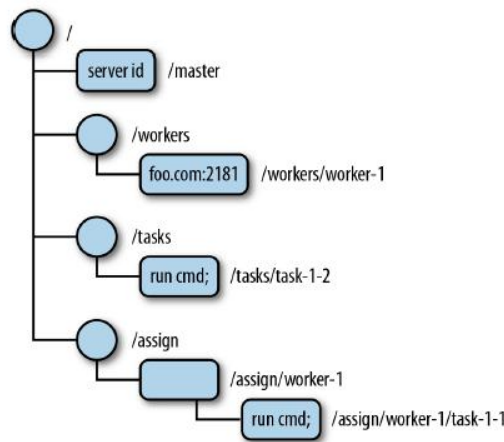 /
server id /master
/workers
foo.com:2181 /workers/worker-1
/tasks
run cmd; /tasks/task-1-2
/assign
/assign/worker-1
run cmd; /assign/worker-1/task-1-1